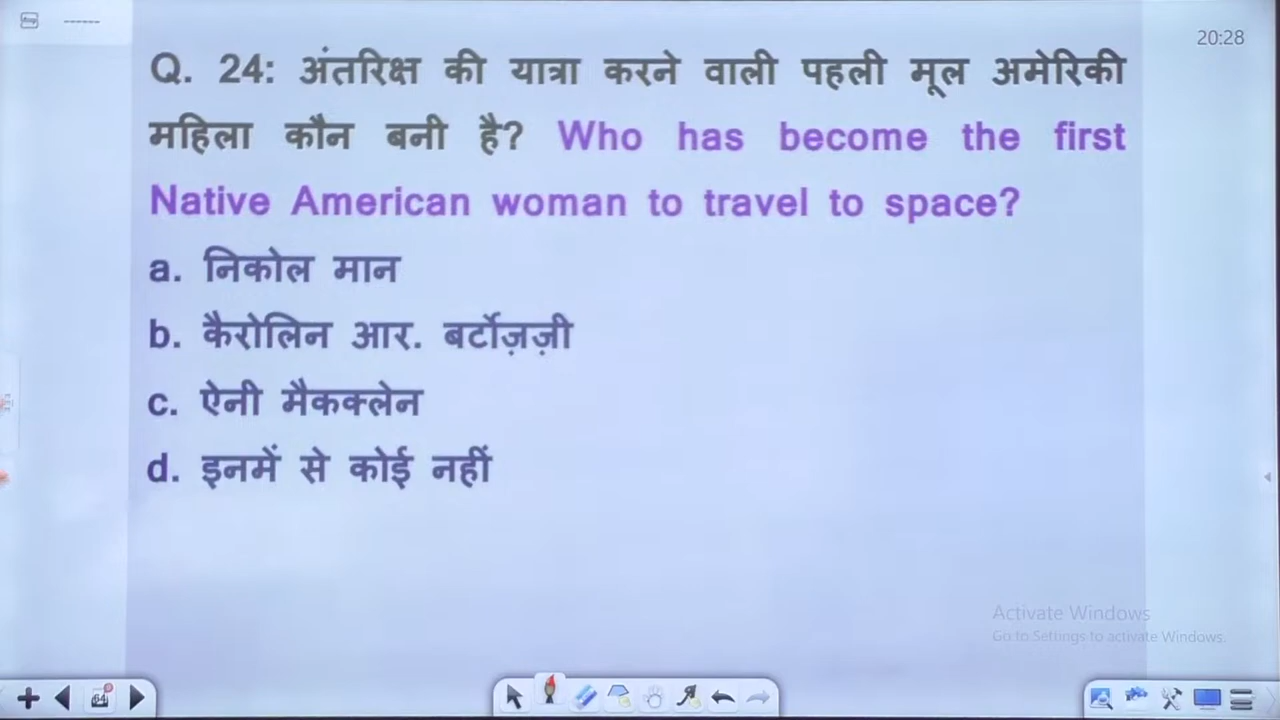 20:28
Q. 24: अंतरिक्ष की यात्रा करने वाली पहली मूल अमेरिकी
महिला कौन बनी है? Who has become the first
Native American woman to travel to space?
a. निकोल मान
b. कैरोलिन आर. बर्टोज़ज़ी
c. ऐनी मैकक्लेन
d. इनमें से कोई नहीं
Activate Windows
Go to Settings to activate Windows.
64